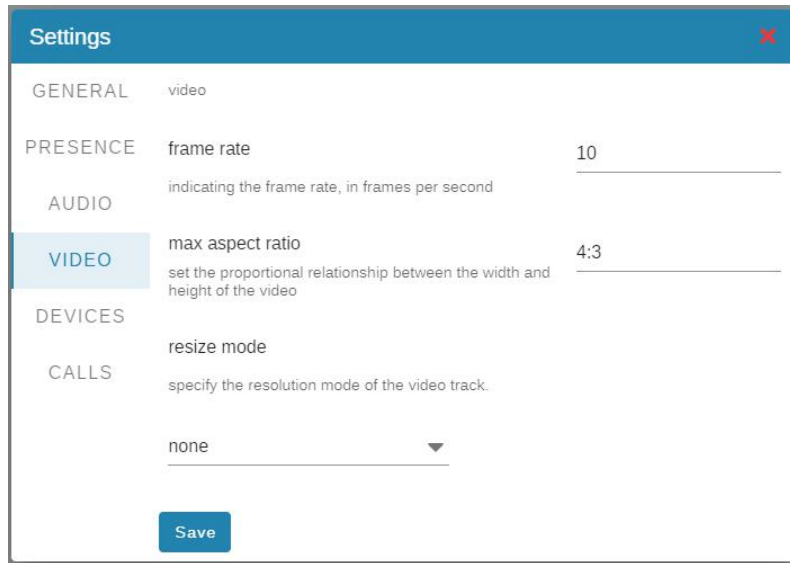 Settings
GENERAL
PRESENCE
AUDIO
VIDEO
DEVICES
CALLS
video
frame rate
10
indicating the frame rate, in frames per second
max aspect ratio
4:3
set the proportional relationship between the width and
height of the video
resize mode
specify the resolution mode of the video track.
none
Save